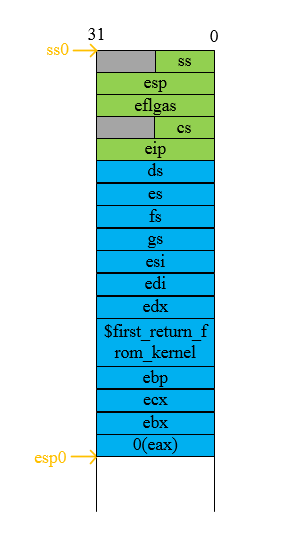 31 0
ss0 ss
esp
eflgas
cs
eip
ds
es
fs
gs
esi
edi
edx
$first_return_f
rom_kernel
ebp
ecx
ebx
0(eax)
esp0